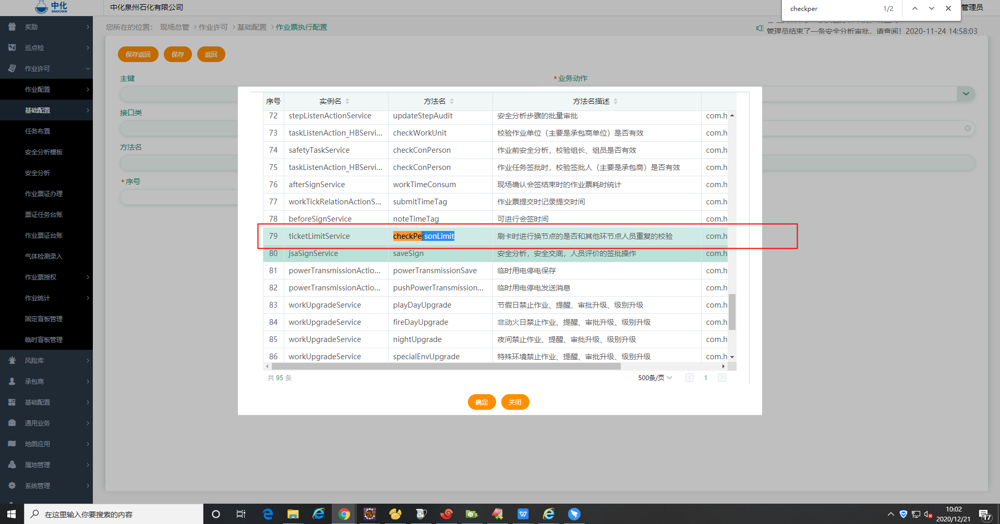 中化
SINOCHEM
中化泉州石化有限公司
checkper
1/2
管理员
您所在的位置： 现场总管 > 作业许可 > 基础配置 > 作业票执行配置
管理员结束了一条安全分析审批，请查阅！2020-11-24 14:58:03
奖励
巡点检
作业许可
作业配置
基础配置
任务布置
安全分析模板
安全分析
作业票证办理
票证任务台账
作业票证台账
气体检测录入
作业票授权
作业统计
固定盲板管理
临时盲板管理
风险库
承包商
基础配置
通用业务
地图应用
属地管理
系统管理
保存返回 保存 返回
主键
*业务动作
接口类
方法名
*序号
序号 实例名 方法名 方法名描述
72 stepListenActionService updateStepAudit 安全分析步骤的批量审批 com.h
73 taskListenAction_HBServi... checkWorkUnit 校验作业单位（主要是承包商单位）是否有效 com.h
74 safetyTaskService checkConPerson 作业前安全分析，校验组长、组员是否有效 com.h
75 taskListenAction_HBServi... checkConPerson 作业任务签批时，校验签批人（主要是承包商）是否有效 com.h
76 afterSignService workTimeConsum 现场确认会签结束时的作业票耗时统计 com.h
77 workTickRelationActionS... submitTimeTag 作业票提交时记录提交时间 com.h
78 beforeSignService noteTimeTag 可进行会签时间 com.h
79 ticketLimitService checkPersonLimit 刷卡时进行换节点的是否和其他环节点人员重复的校验 com.h
80 jsaSignService saveSign 安全分析，安全交底，人员评价的签批操作 com.h
81 powerTransmissionActio... powerTransmissionSave 临时用电停电保存 com.h
82 powerTransmissionActio... pushPowerTransmission... 临时用电停电发送消息 com.h
83 workUpgradeService playDayUpgrade 节假日禁止作业、提醒、审批升级、级别升级 com.h
84 workUpgradeService fireDayUpgrade 非动火日禁止作业、提醒、审批升级、级别升级 com.h
85 workUpgradeService nightUpgrade 夜间禁止作业、提醒、审批升级、级别升级 com.h
86 workUpgradeService specialEnvUpgrade 特殊环境禁止作业、提醒、审批升级、级别升级 com.h
共 95 条
500条/页 1
确定 关闭
在这里输入你要搜索的内容
10:02
2020/12/21
17